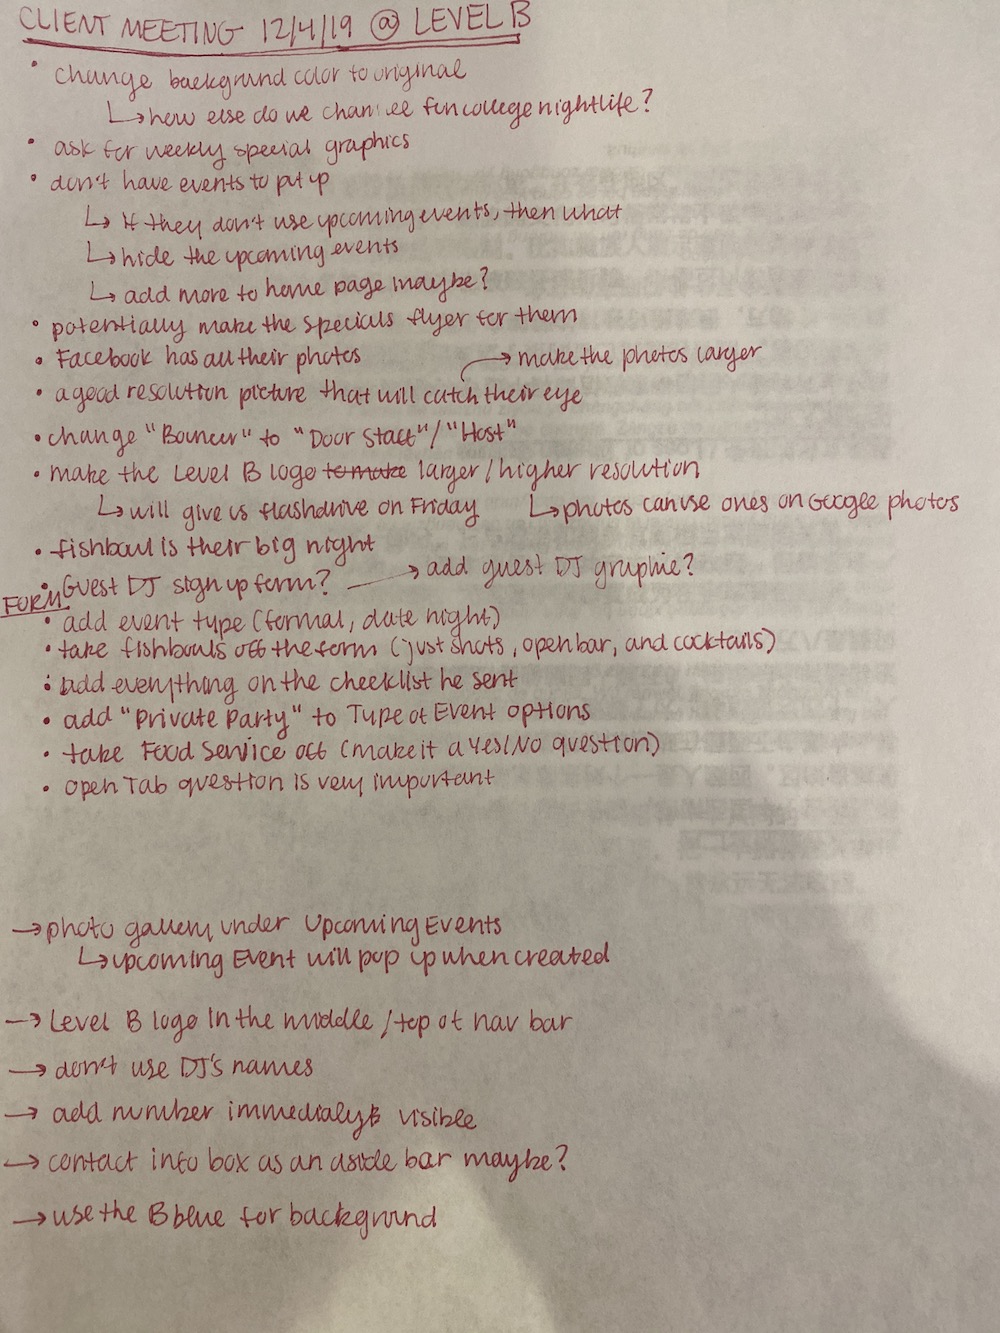 CLIENT MEETING 12/4/19 @ LEVEL B
• change background color to original
↳ how else do we channel fun college nightlife?
• ask for weekly special graphics
• don't have events to put up
↳ If they don't use upcoming events, then what
↳ hide the upcoming events
↳ add more to home page maybe?
• potentially make the specials flyer for them
• Facebook has all their photos
→ make the photos larger
• a good resolution picture that will catch their eye
• change "Bouncer" to "Door Staff"/"Host"
• make the Level B logo to make larger/higher resolution
↳ will give us flashdrive on Friday ↳ photos can use ones on Google photos
• fishbowl is their big night
• Guest DJ sign up form? → add guest DJ graphic?
FORM
• add event type (formal, date night)
• take fishbowls off the form (just shots, open bar, and cocktails)
• add everything on the checklist he sent
• add "Private Party" to Type of Event options
• take Food Service off (make it a Yes/No question)
• open Tab question is very important
→ photo gallery under Upcoming Events
↳ upcoming Event will pop up when created
→ Level B logo in the middle/top of nav bar
→ don't use DJ's names
→ add number visible
→ contact info box as an aside bar maybe?
→ use the B blue for background